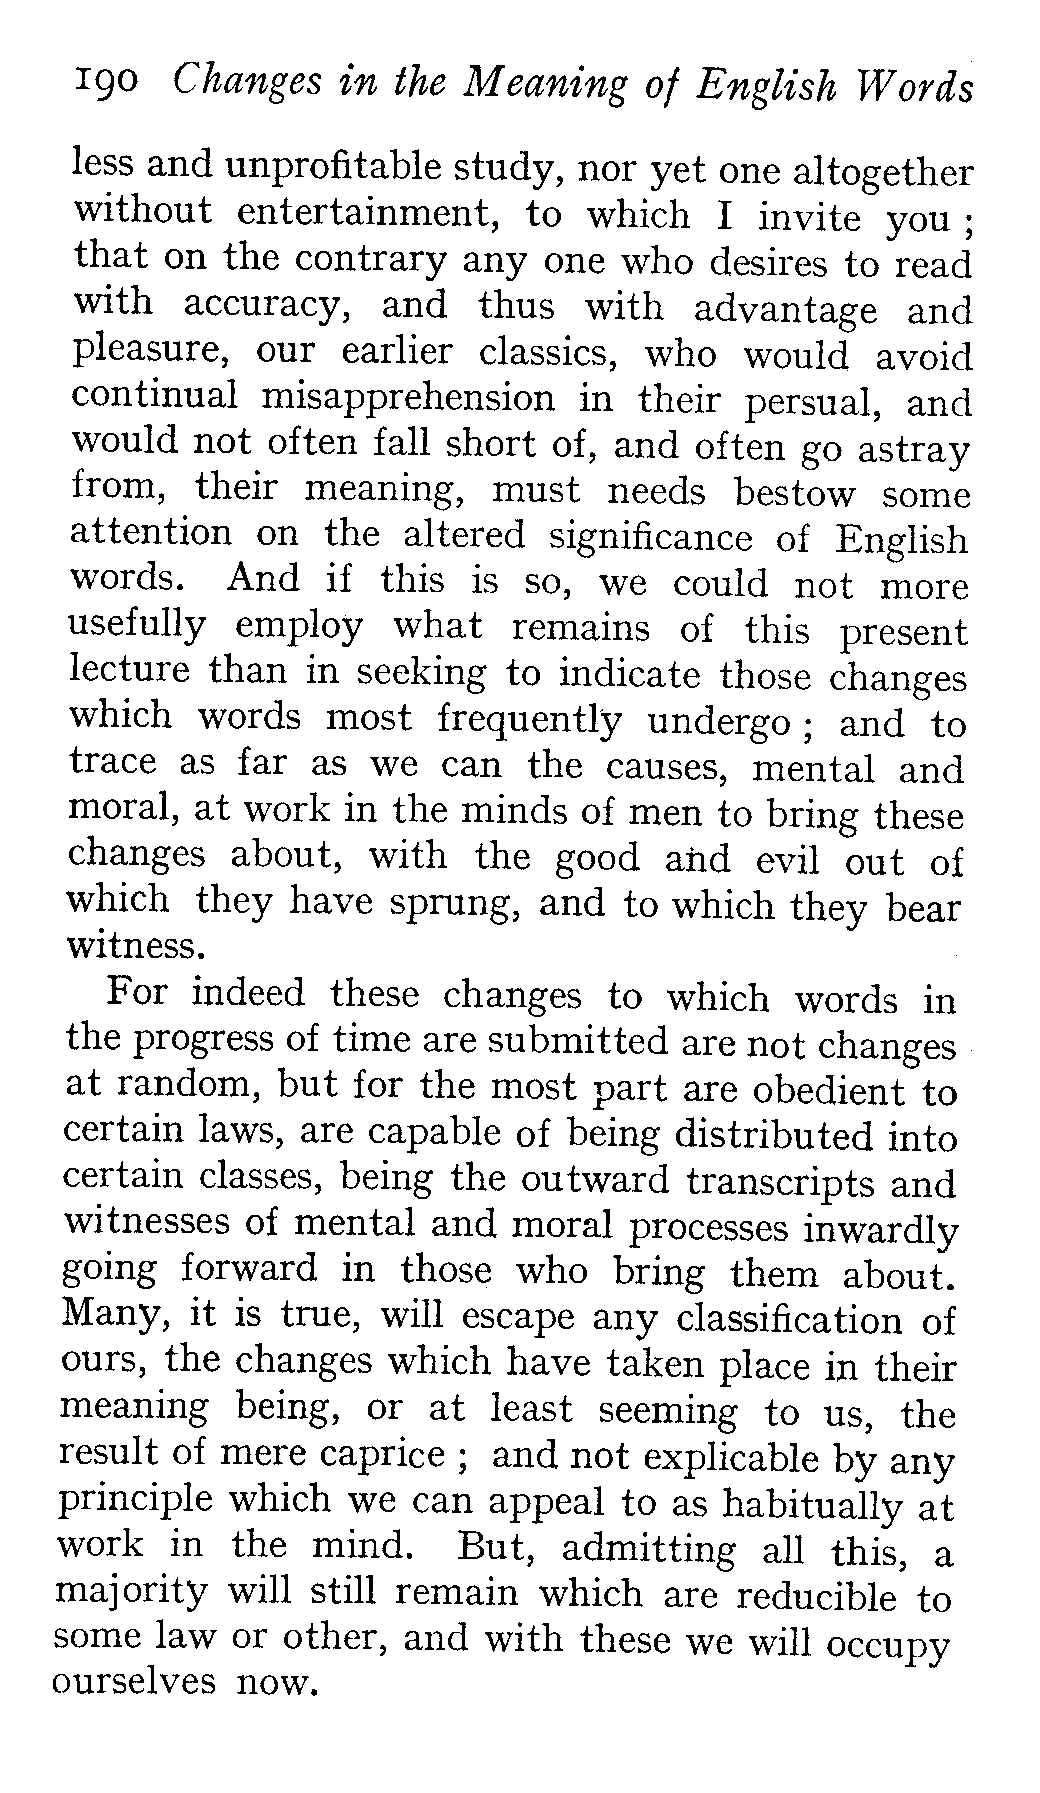 190 Changes in the Meaning of English Words
less and unprofitable study, nor yet one altogether
without entertainment, to which I invite you ;
that on the contrary any one who desires to read
with accuracy, and thus with advantage and
pleasure, our earlier classics, who would avoid
continual misapprehension in their persual, and
would not often fall short of, and often go astray
from, their meaning, must needs bestow some
attention on the altered significance of English
words. And if this is so, we could not more
usefully employ what remains of this present
lecture than in seeking to indicate those changes
which words most frequently undergo ; and to
trace as far as we can the causes, mental and
moral, at work in the minds of men to bring these
changes about, with the good and evil out of
which they have sprung, and to which they bear
witness.
For indeed these changes to which words in
the progress of time are submitted are not changes
at random, but for the most part are obedient to
certain laws, are capable of being distributed into
certain classes, being the outward transcripts and
witnesses of mental and moral processes inwardly
going forward in those who bring them about.
Many, it is true, will escape any classification of
ours, the changes which have taken place in their
meaning being, or at least seeming to us, the
result of mere caprice ; and not explicable by any
principle which we can appeal to as habitually at
work in the mind. But, admitting all this, a
majority will still remain which are reducible to
some law or other, and with these we will occupy
ourselves now.